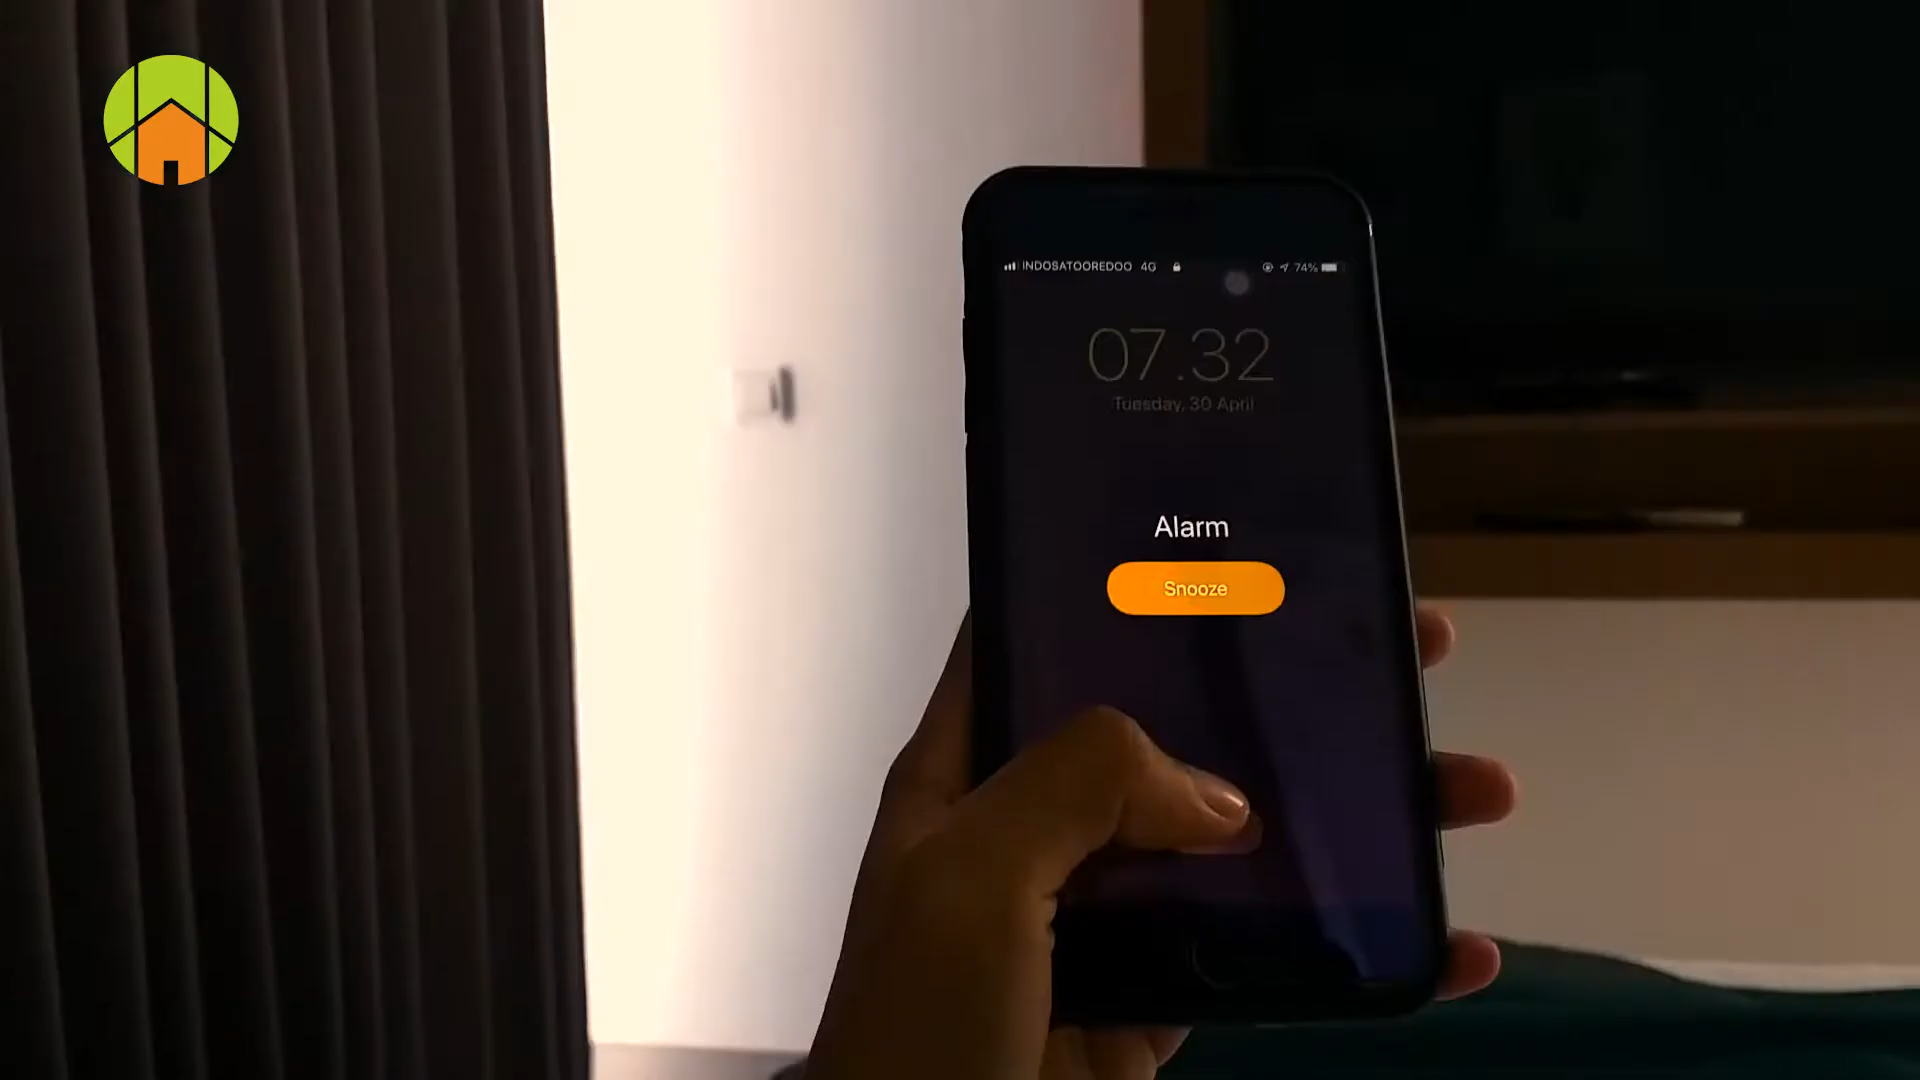 INDOSATOOREDOO 4G 74%
07.32
Tuesday, 30 April
Alarm
Snooze